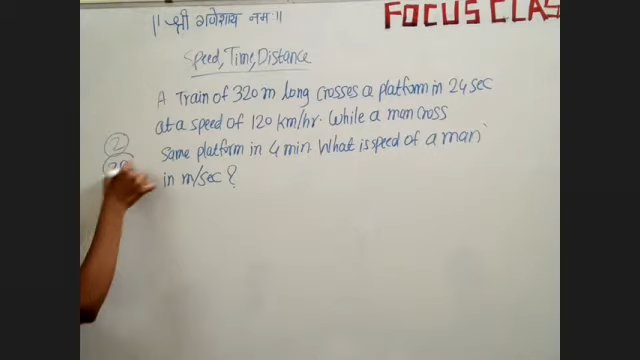 ॥ श्री गणेशाय नमः ॥
FOCUS CLAS
Speed, Time, Distance
A Train of 320 m long crosses a platform in 24 sec
at a speed of 120 km/hr. While a man cross
same platform in 4 min. What is speed of a man
in m/sec ?
2